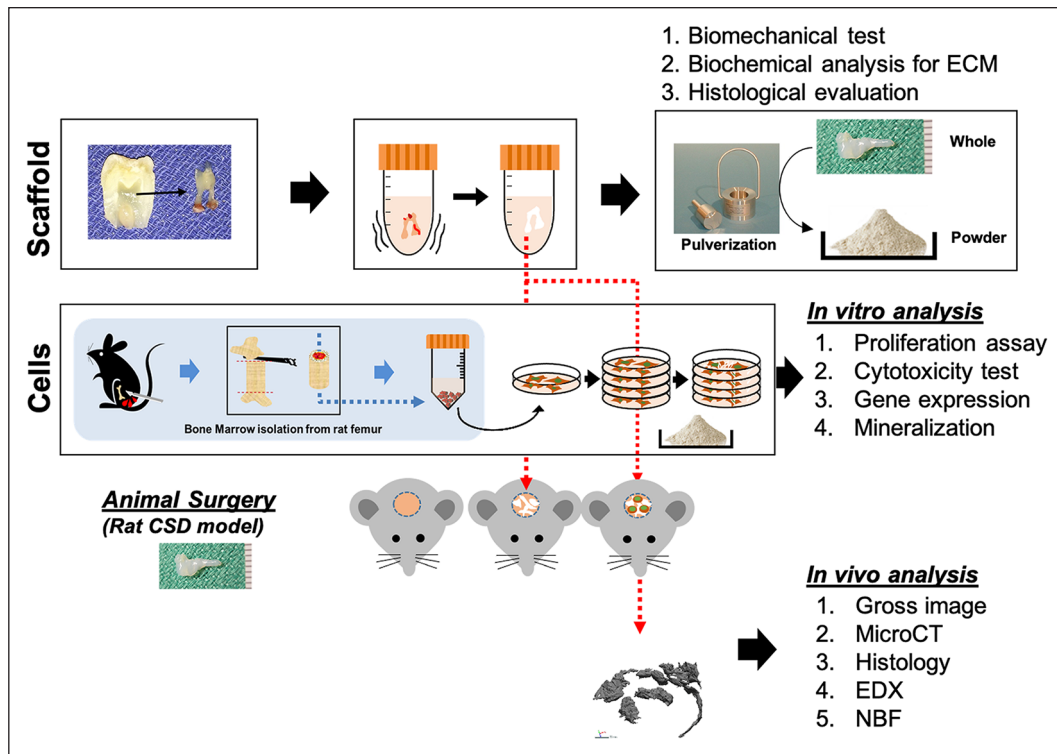 1. Biomechanical test
2. Biochemical analysis for ECM
3. Histological evaluation
Scaffold
Whole
Pulverization
Powder
Cells
Bone Marrow isolation from rat femur
In vitro analysis
1. Proliferation assay
2. Cytotoxicity test
3. Gene expression
4. Mineralization
Animal Surgery
(Rat CSD model)
In vivo analysis
1. Gross image
2. MicroCT
3. Histology
4. EDX
5. NBF